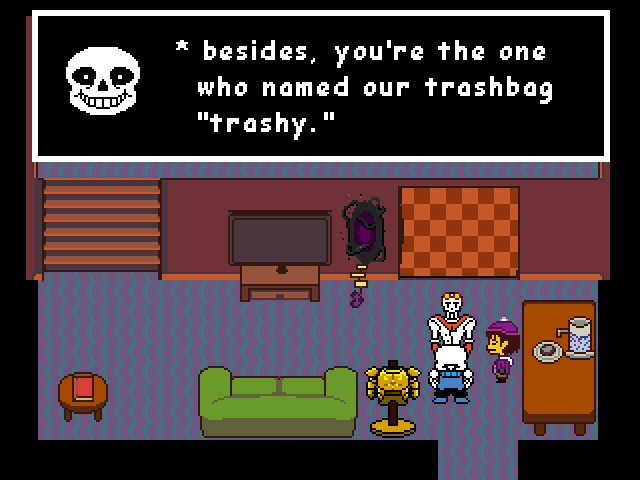 * besides, you're the one
who named our trashbag
"trashy."